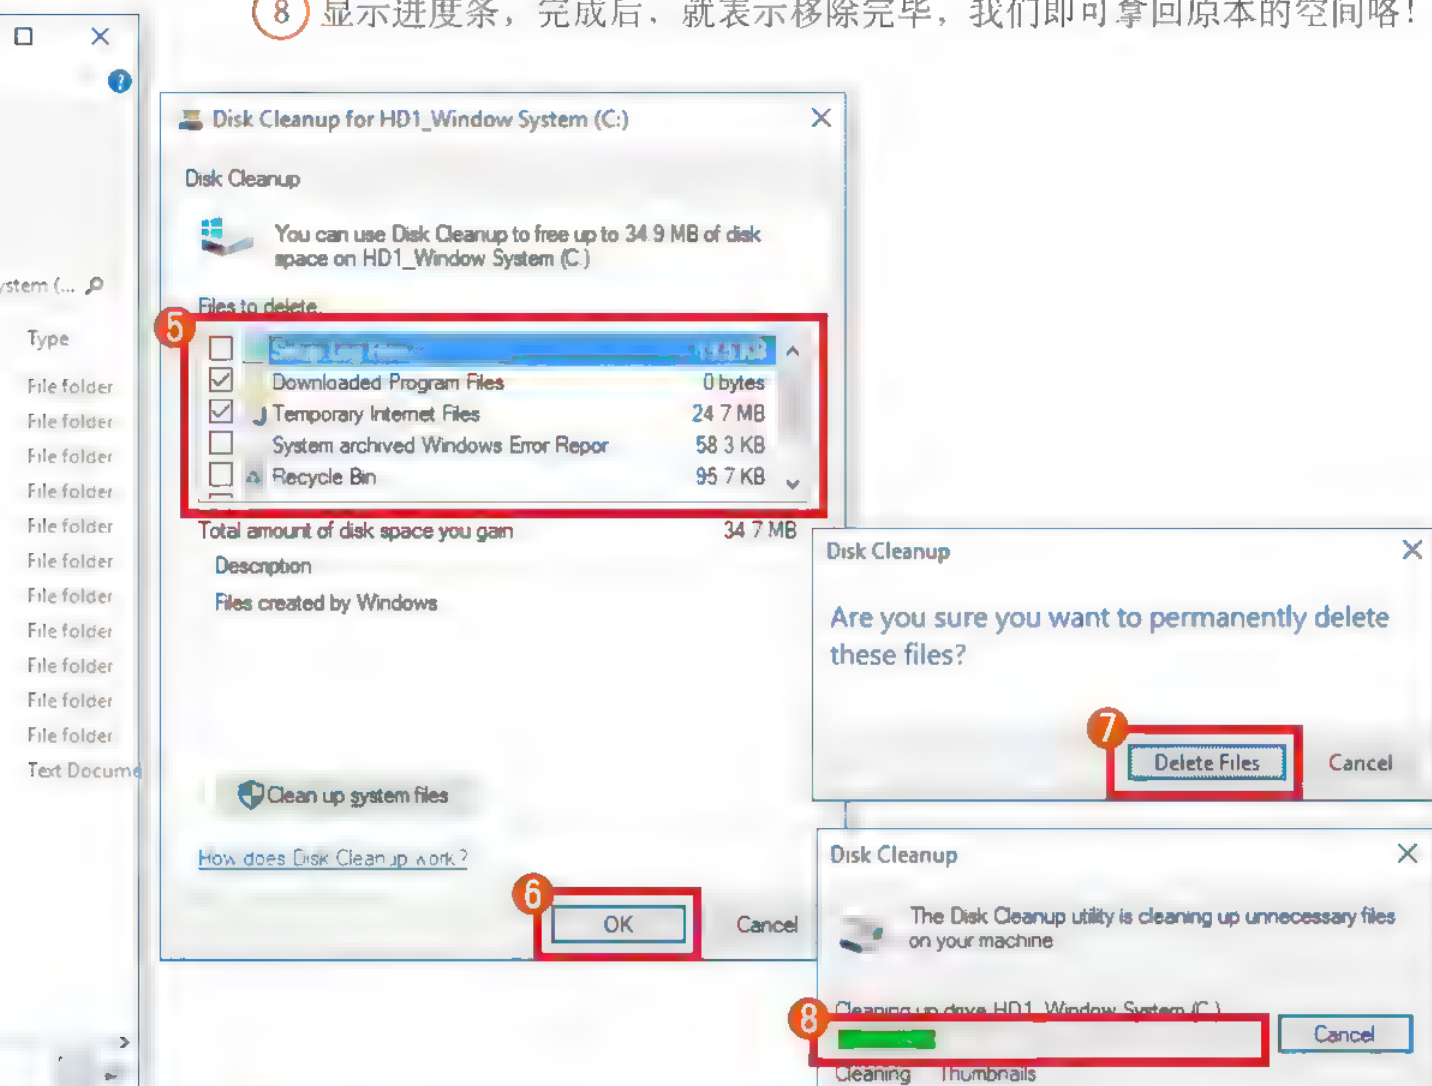 8 显示进度条，完成后，就表示移除完毕，我们即可拿回原本的空间咯！
ystem (...
Type
File folder
File folder
File folder
File folder
File folder
File folder
File folder
File folder
File folder
File folder
File folder
Text Docume
Disk Cleanup for HD1_Window System (C:)
Disk Cleanup
You can use Disk Cleanup to free up to 34.9 MB of disk
space on HD1_Window System (C:)
Files to delete:
5
Downloaded Program Files 0 bytes
Temporary Internet Files 24.7 MB
System archived Windows Error Repor 58.3 KB
Recycle Bin 95.7 KB
Total amount of disk space you gain 34.7 MB
Description
Files created by Windows
Clean up system files
How does Disk Cleanup work?
6
OK Cancel
Disk Cleanup
Are you sure you want to permanently delete
these files?
7
Delete Files Cancel
Disk Cleanup
The Disk Cleanup utility is cleaning up unnecessary files
on your machine
8
Cleaning up drive HD1_Window System (C:)
Cancel
Cleaning Thumbnails